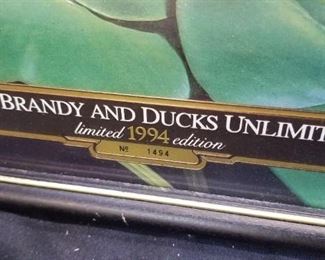 BRANDY AND DUCKS UNLIMIT
limited 1994 edition
No 1494